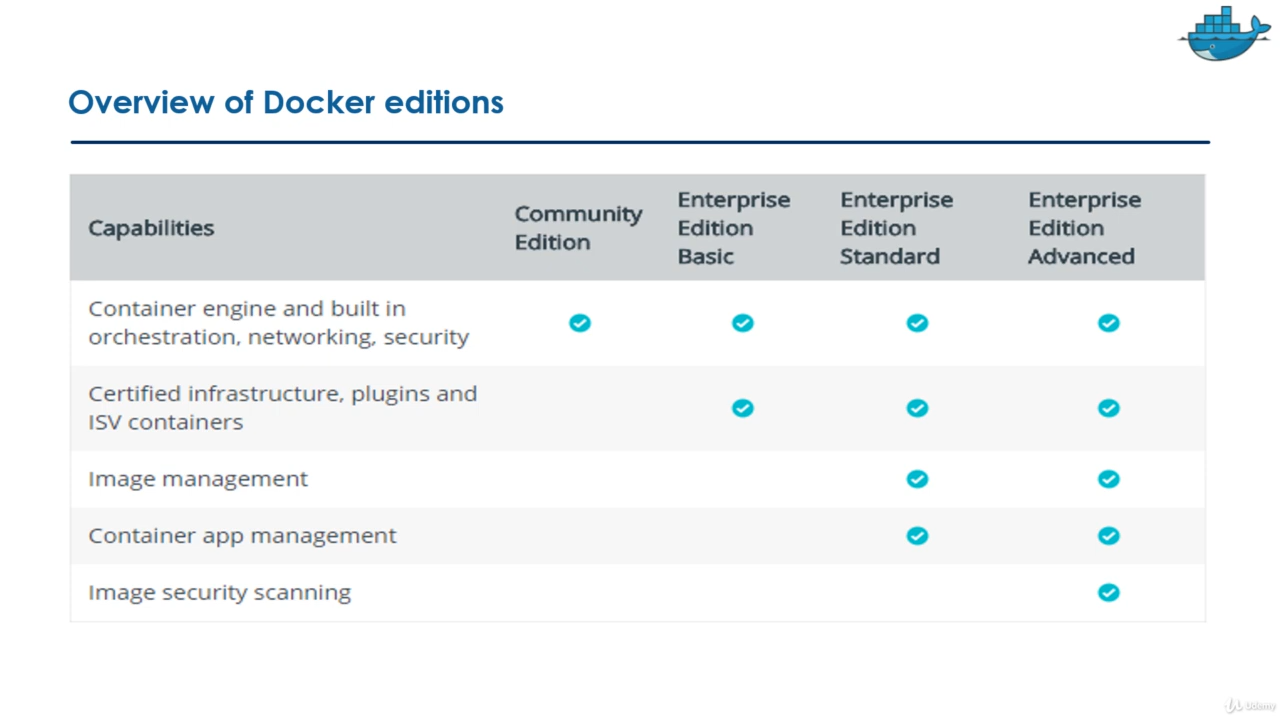 Overview of Docker editions
Capabilities
Community
Edition
Enterprise
Edition
Basic
Enterprise
Edition
Standard
Enterprise
Edition
Advanced
Container engine and built in
orchestration, networking, security
Certified infrastructure, plugins and
ISV containers
Image management
Container app management
Image security scanning
Udemy